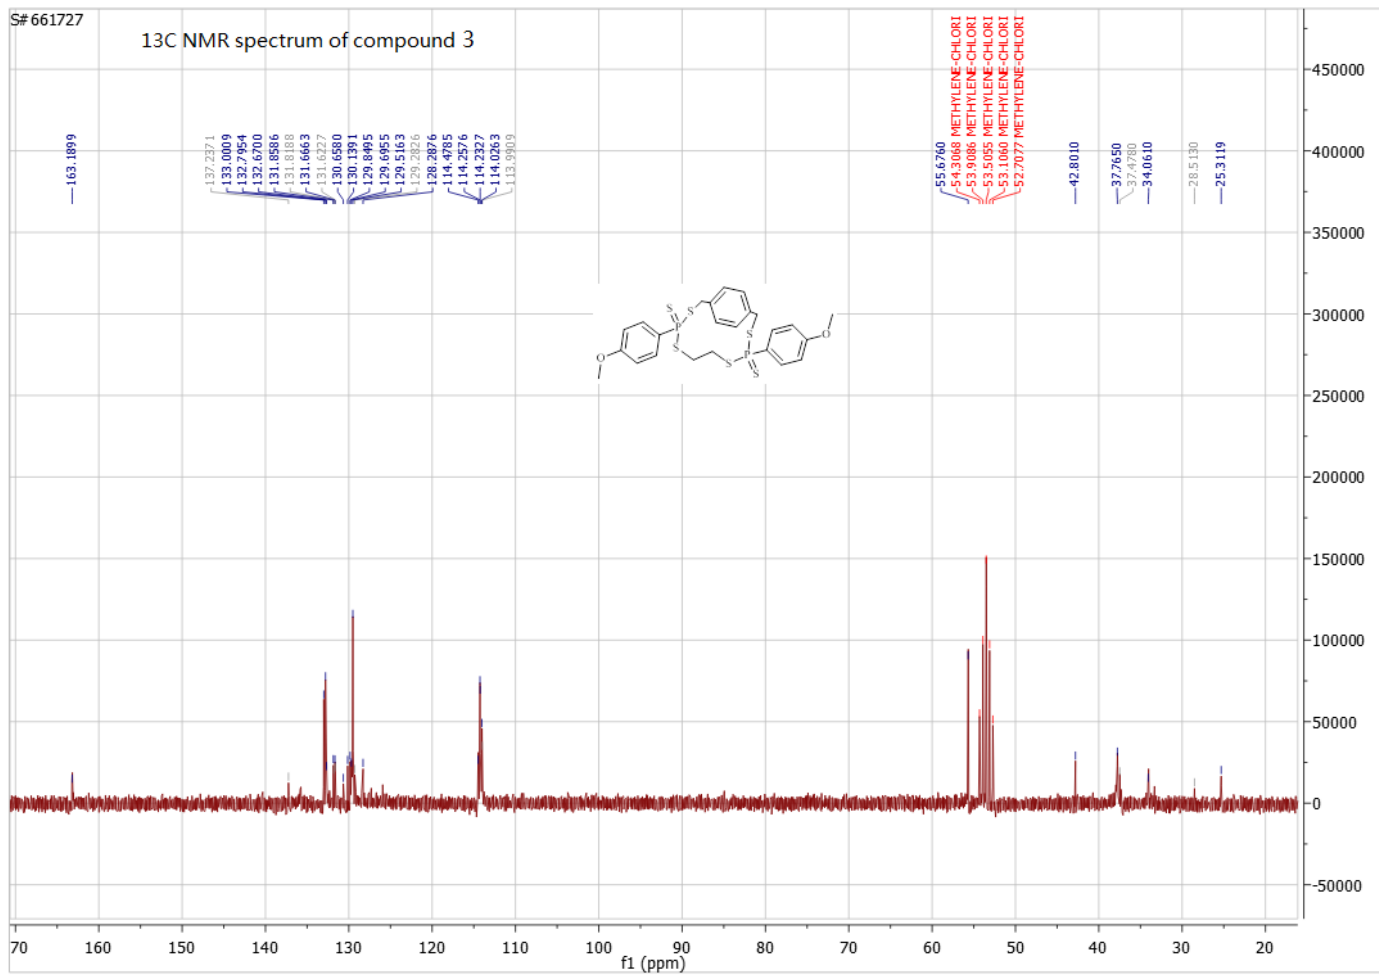 S#661727
13C NMR spectrum of compound 3
163.1899
137.2371
133.0009
132.7954
132.6700
131.8586
131.8188
131.6663
131.6227
130.6580
130.1391
129.8495
129.6955
129.5163
129.2826
128.2876
114.4785
114.2576
114.2327
114.0263
113.9909
55.6760
54.3068 METHYLENE-CHLORI
53.9086 METHYLENE-CHLORI
53.5055 METHYLENE-CHLORI
53.1060 METHYLENE-CHLORI
52.7077 METHYLENE-CHLORI
42.8010
37.7650
37.4780
34.0610
28.5130
25.3119
450000
400000
350000
300000
250000
200000
150000
100000
50000
0
-50000
S
S
P
S
O
S
S
P
S
O
70 160 150 140 130 120 110 100 90 80 70 60 50 40 30 20
f1 (ppm)